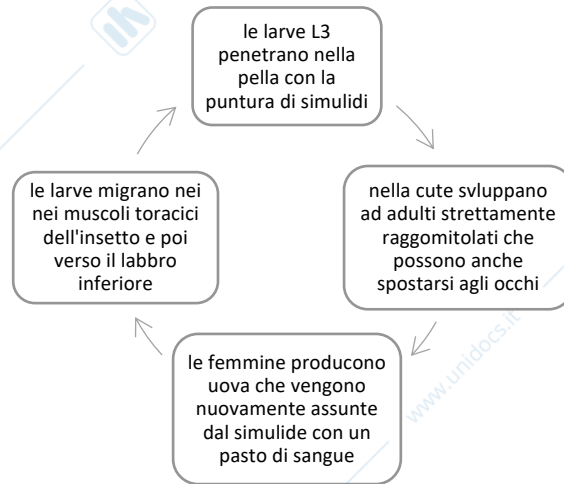 le larve L3
penetrano nella
pella con la
puntura di simulidi
nella cute svluppano
ad adulti strettamente
raggomitolati che
possono anche
spostarsi agli occhi
le femmine producono
uova che vengono
nuovamente assunte
dal simulide con un
pasto di sangue
le larve migrano nei
nei muscoli toracici
dell'insetto e poi
verso il labbro
inferiore
www.unidocs.it